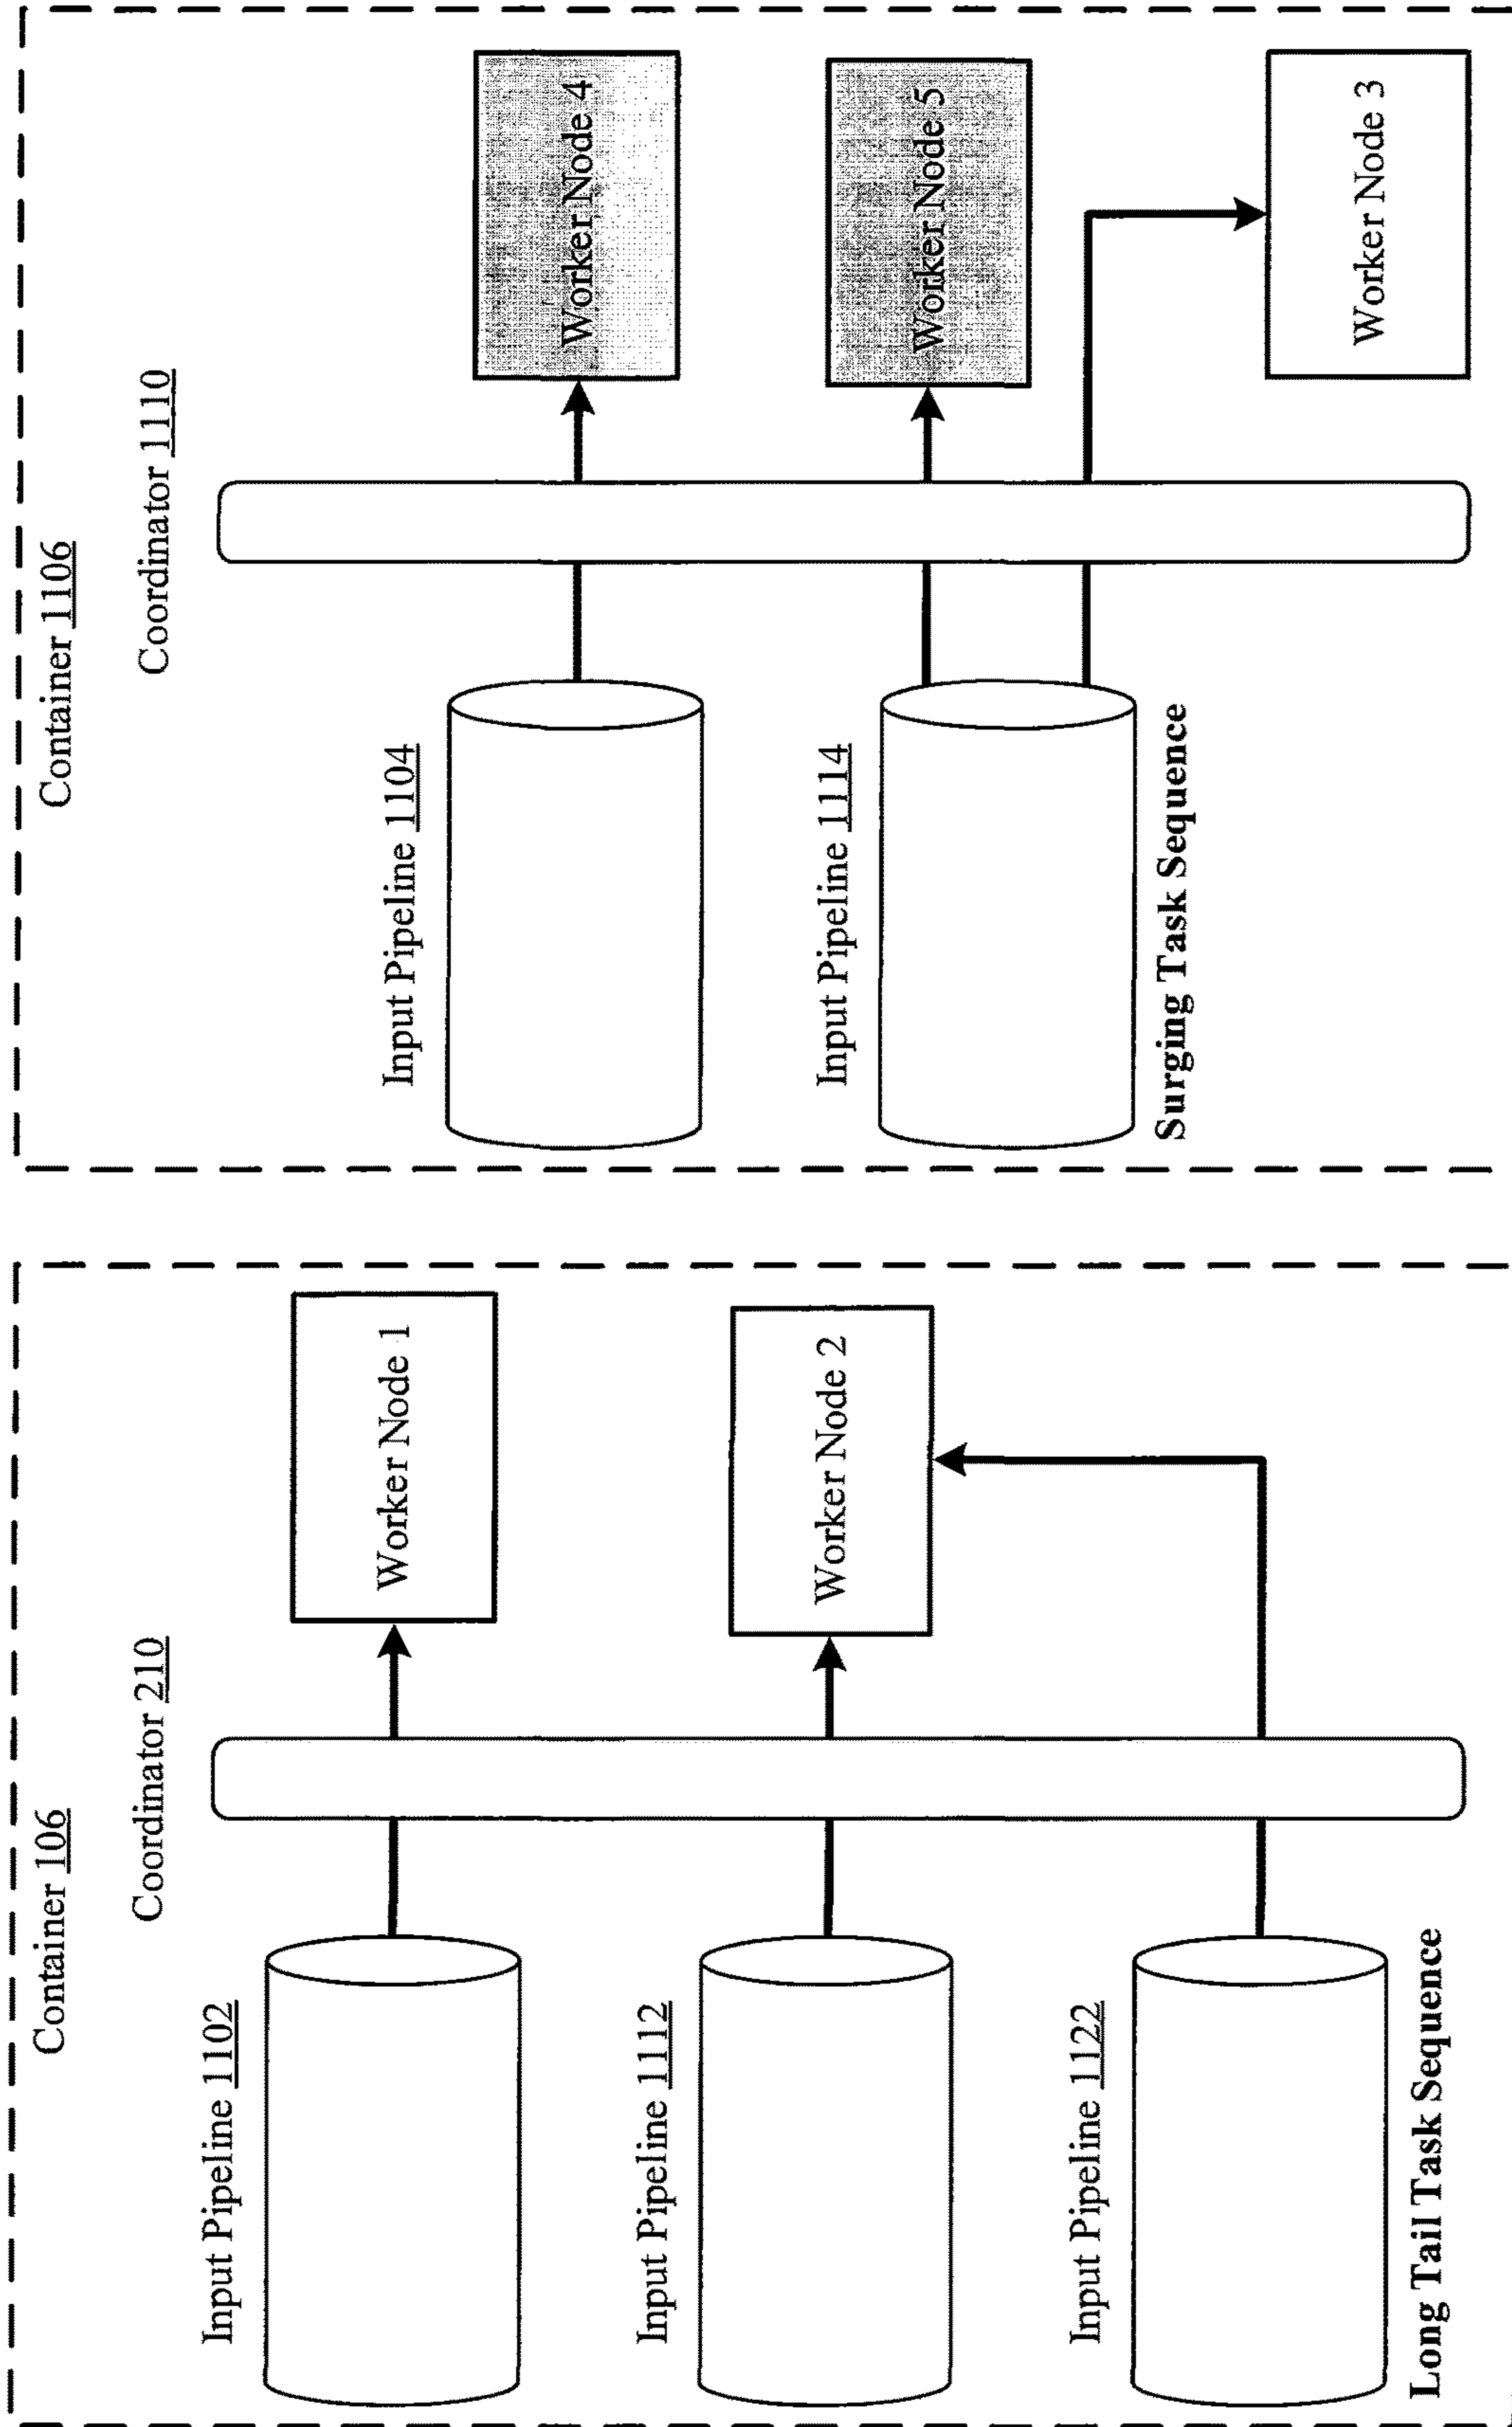 Container 106
Coordinator 210
Input Pipeline 1102
Worker Node 1
Input Pipeline 1112
Worker Node 2
Input Pipeline 1122
Long Tail Task Sequence
Container 1106
Coordinator 1110
Input Pipeline 1104
Worker Node 4
Input Pipeline 1114
Worker Node 5
Surging Task Sequence
Worker Node 3